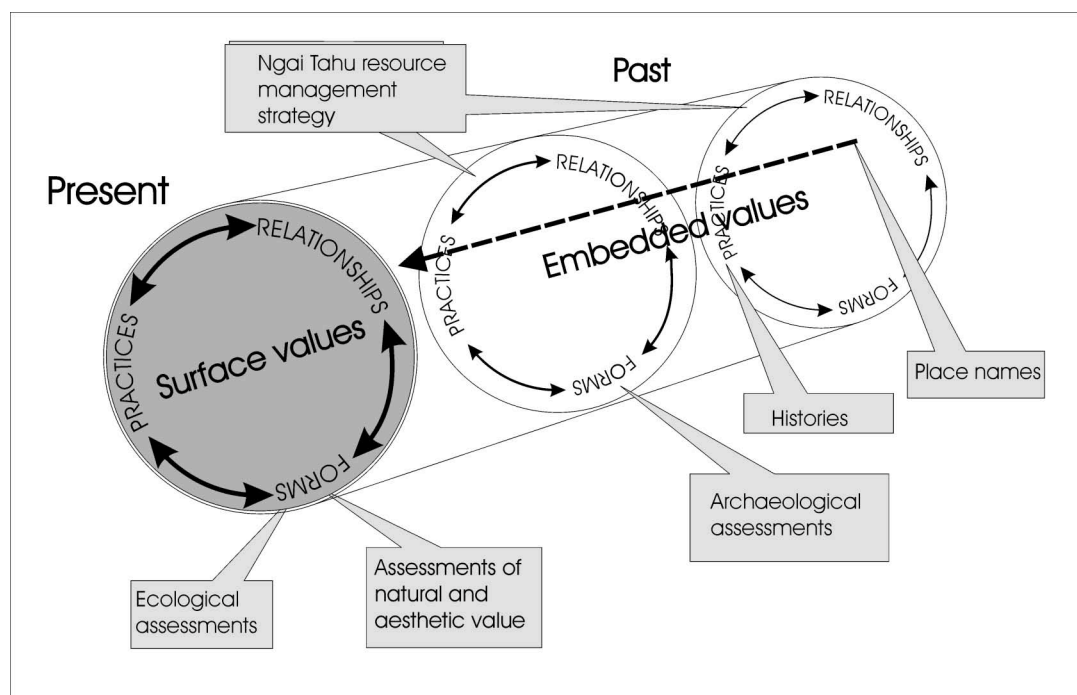 Ngai Tahu resource
management
strategy
Past
Present
RELATIONSHIPS
PRACTICES
FORMS
Surface values
RELATIONSHIPS
PRACTICES
FORMS
Embedded values
RELATIONSHIPS
PRACTICES
FORMS
Place names
Histories
Archaeological
assessments
Assessments of
natural and
aesthetic value
Ecological
assessments